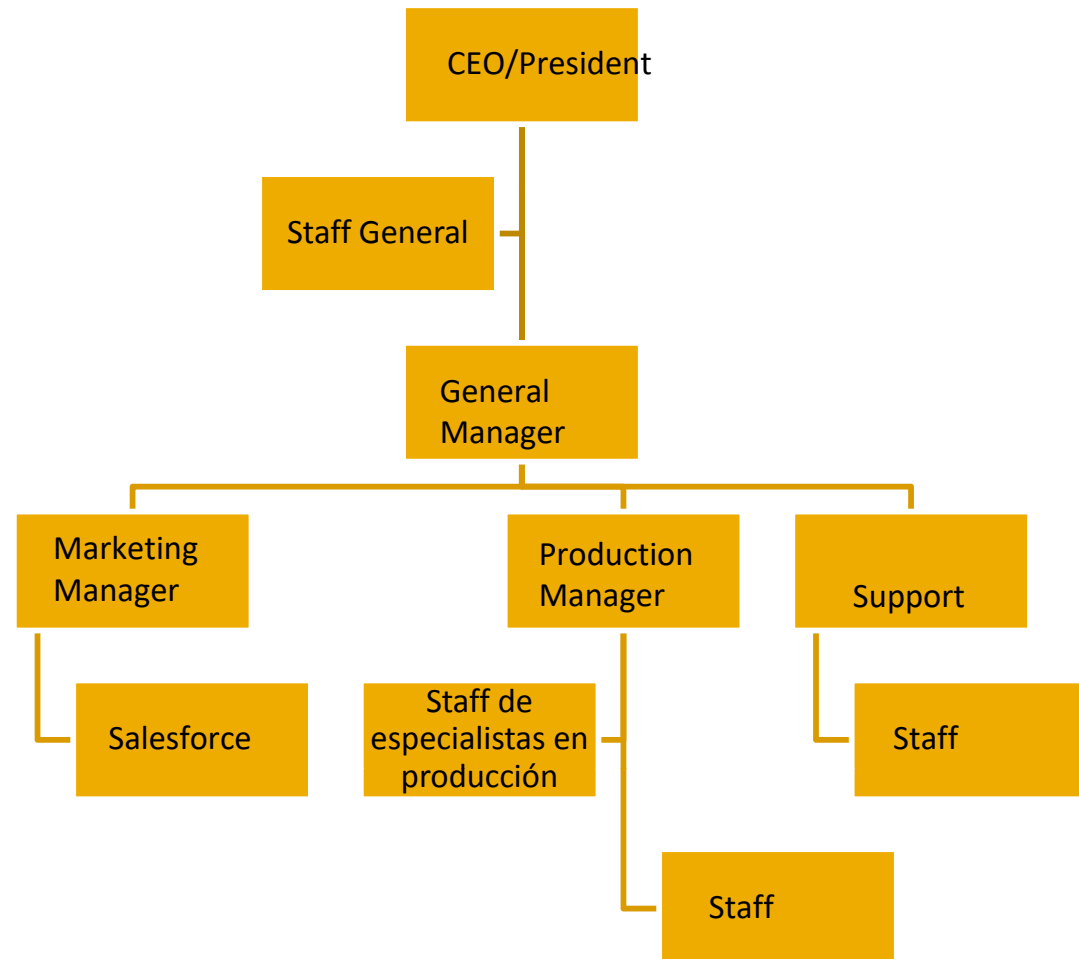 CEO/President
Staff General
General
Manager
Marketing
Manager
Production
Manager
Support
Salesforce
Staff de
especialistas en
producción
Staff
Staff